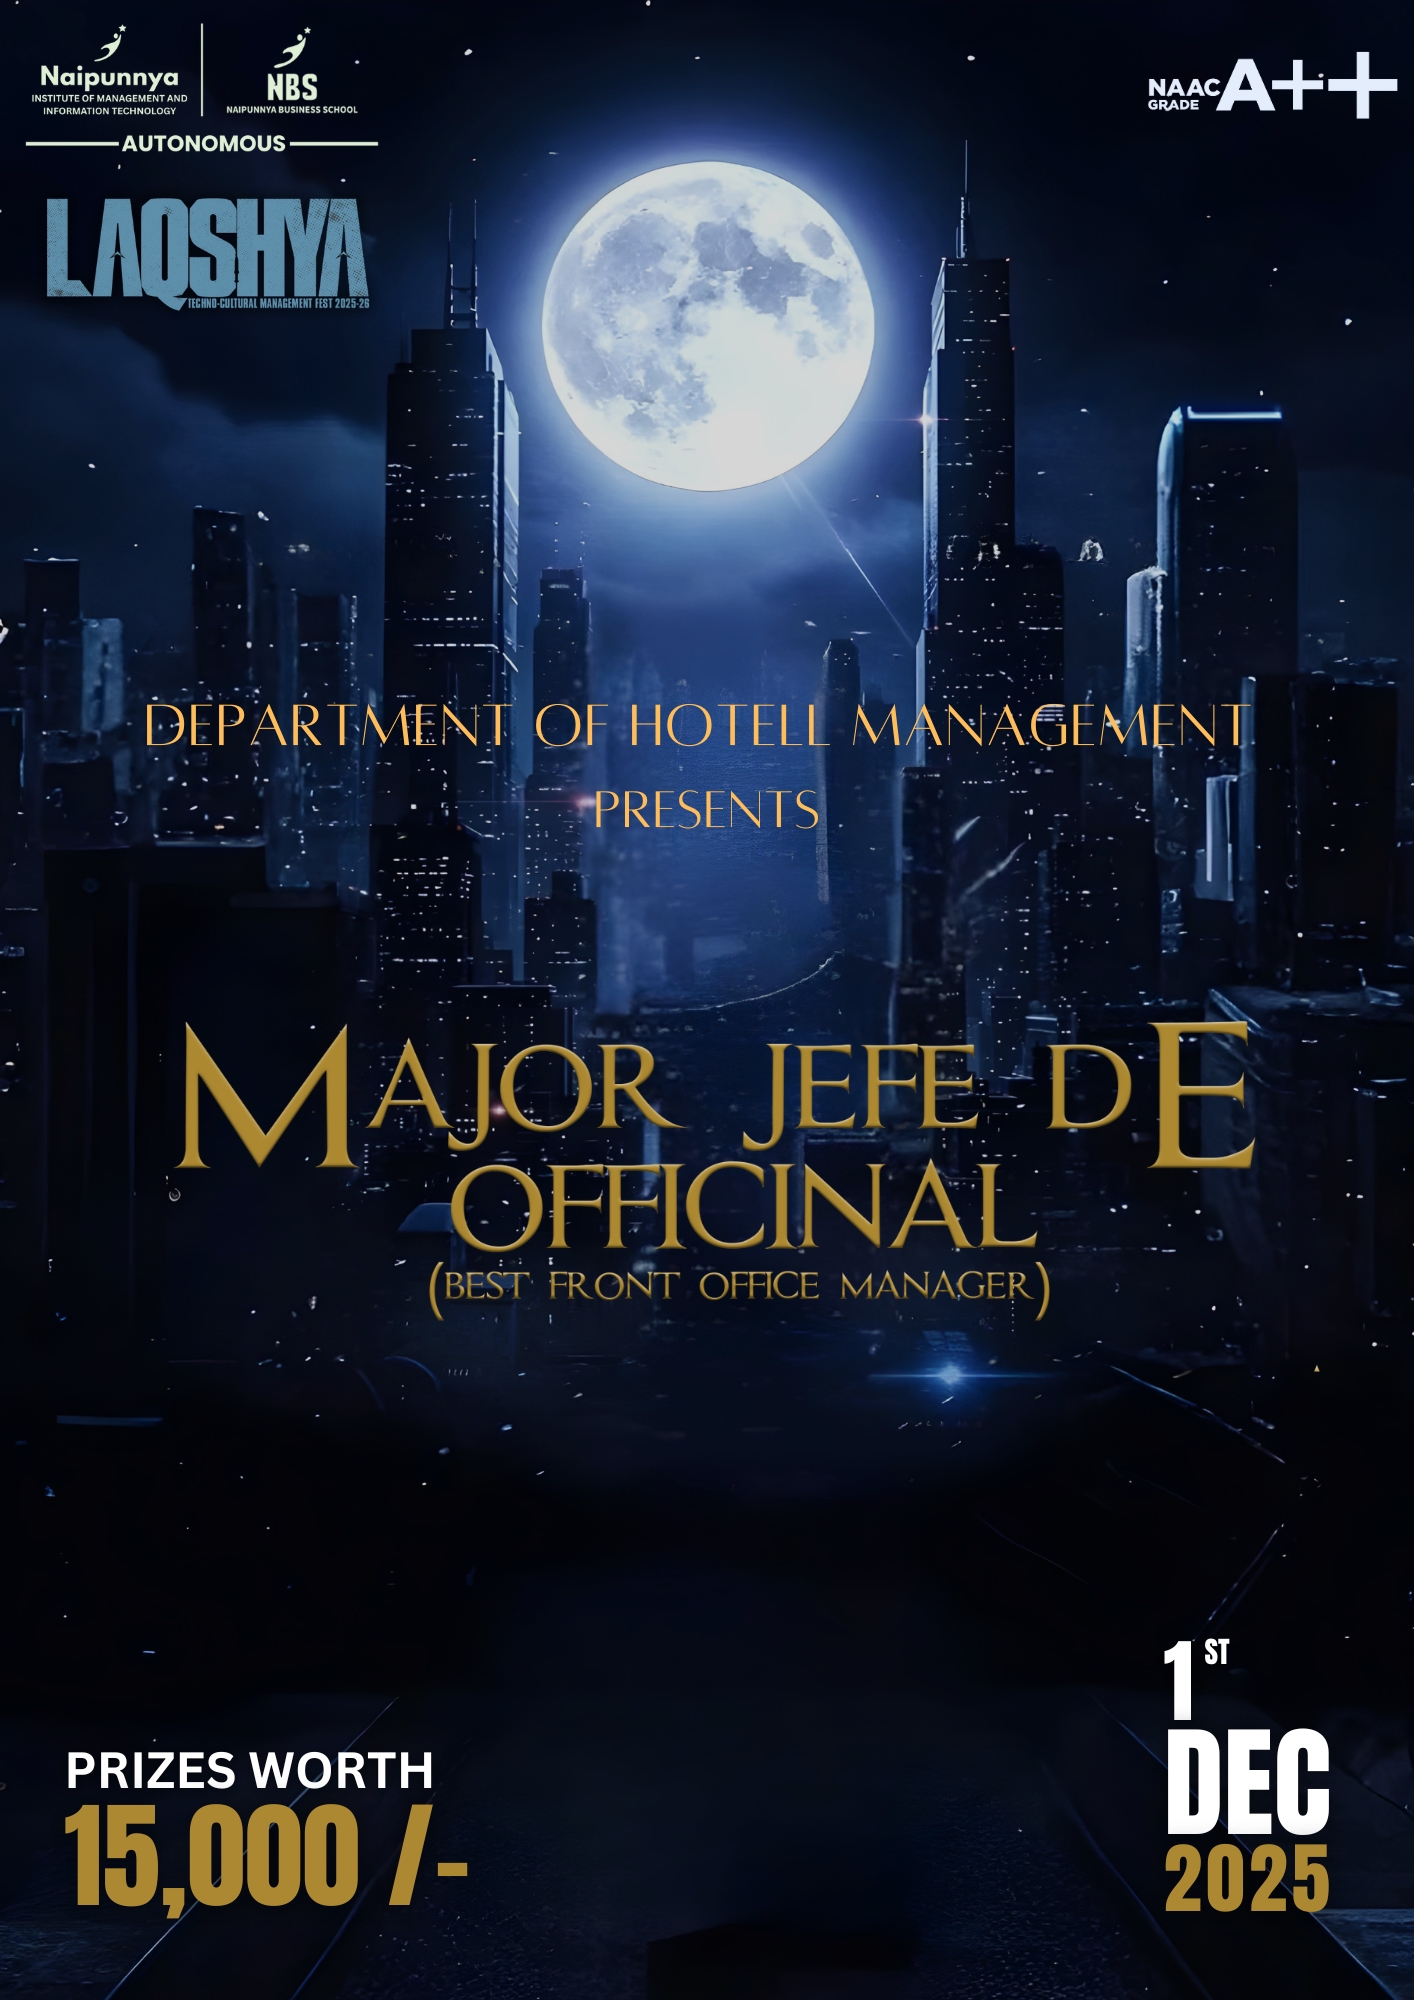 Naipunnya
INSTITUTE OF MANAGEMENT AND
INFORMATION TECHNOLOGY
NBS
NAIPUNNYA BUSINESS SCHOOL
AUTONOMOUS
NAAC
GRADE
A++
LAQSHYA
TECHNO-CULTURAL MANAGEMENT FEST 2025-26
DEPARTMENT OF HOTELL MANAGEMENT
PRESENTS
MAJOR JEFE DE
OFFICINAL
(BEST FRONT OFFICE MANAGER)
PRIZES WORTH
15,000 /-
1ST
DEC
2025